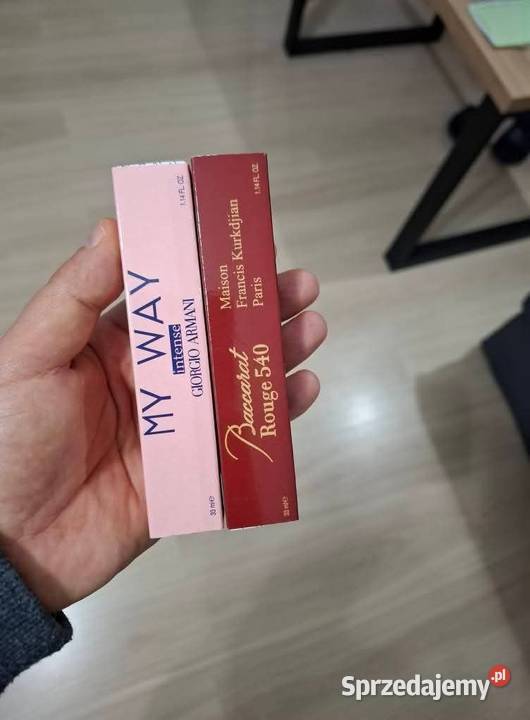 MY WAY
intense
GIORGIO ARMANI
1.14 FL. OZ
33 ml e
Maison
Francis Kurkdjian
Paris
Baccarat
Rouge 540
1.14 FL. OZ
33 ml e
Sprzedajemy.pl